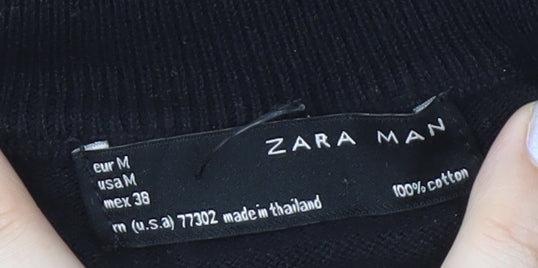 ZARA MAN
eur M
usa M
mex 38
100% cotton
rn (u.s.a) 77302 made in thailand